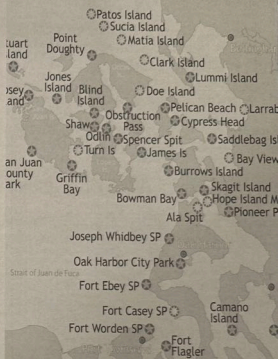 Patos Island
Sucia Island
Matia Island
Point
Doughty
Clark Island
Lummi Island
Jones
Island
Blind
Island
Doe Island
Obstruction
Pass
Pelican Beach
Cypress Head
Shaw
Odlin
Spencer Spit
Saddlebag
Turn Is
James Is
Bay View
Griffin
Bay
Burrows Island
Bowman Bay
Skagit Island
Hope Island
Ala Spit
Joseph Whidbey SP
Oak Harbor City Park
Strait of Juan de Fuca
Fort Ebey SP
Fort Casey SP
Camano
Island
Fort Worden SP
Fort
Flagler